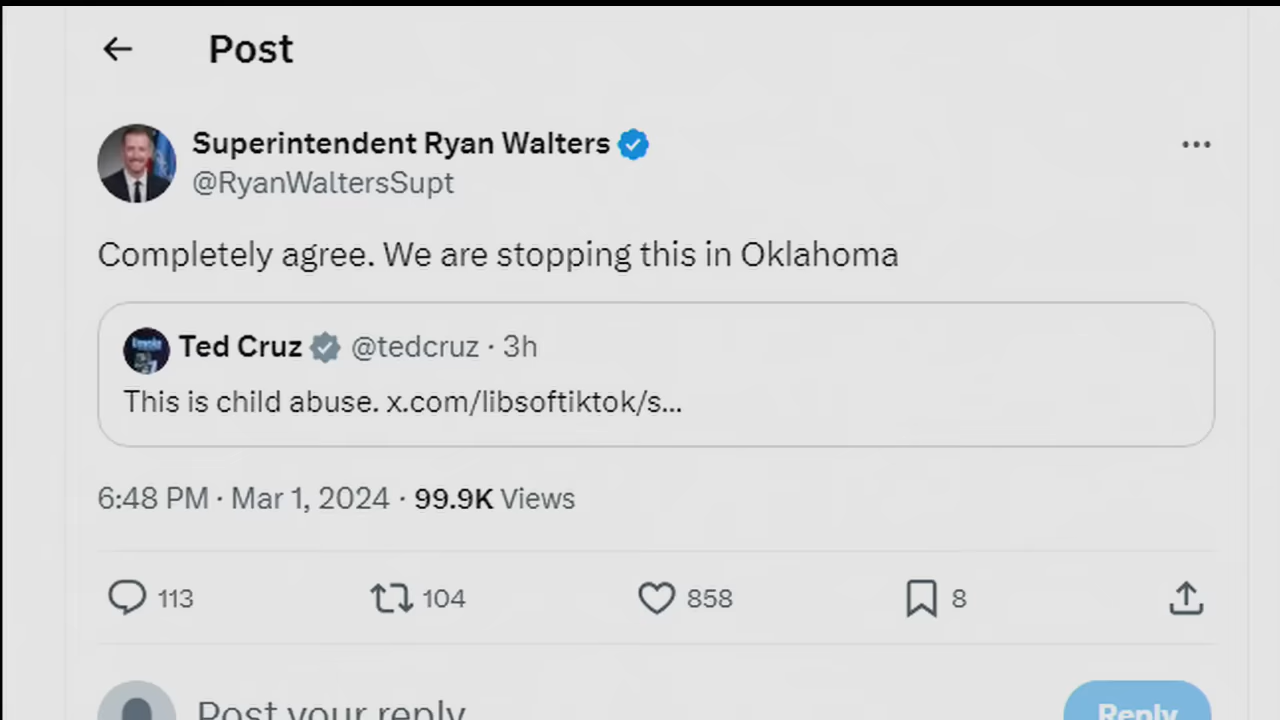 Post
Superintendent Ryan Walters
@RyanWaltersSupt
Completely agree. We are stopping this in Oklahoma
Ted Cruz @tedcruz · 3h
This is child abuse. x.com/libsoftiktok/s...
6:48 PM · Mar 1, 2024 · 99.9K Views
113 104 858 8
Post your reply Reply